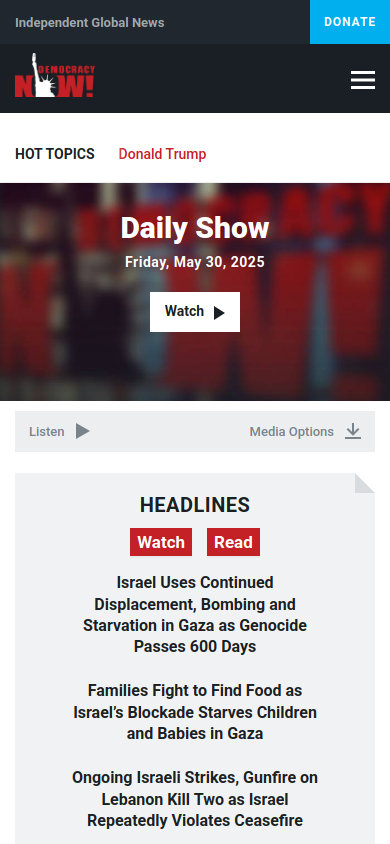 Independent Global News
DONATE
DEMOCRACY
NOW!
HOT TOPICS
Donald Trump
Daily Show
Friday, May 30, 2025
Watch
Listen
Media Options
HEADLINES
Watch
Read
Israel Uses Continued
Displacement, Bombing and
Starvation in Gaza as Genocide
Passes 600 Days
Families Fight to Find Food as
Israel’s Blockade Starves Children
and Babies in Gaza
Ongoing Israeli Strikes, Gunfire on
Lebanon Kill Two as Israel
Repeatedly Violates Ceasefire